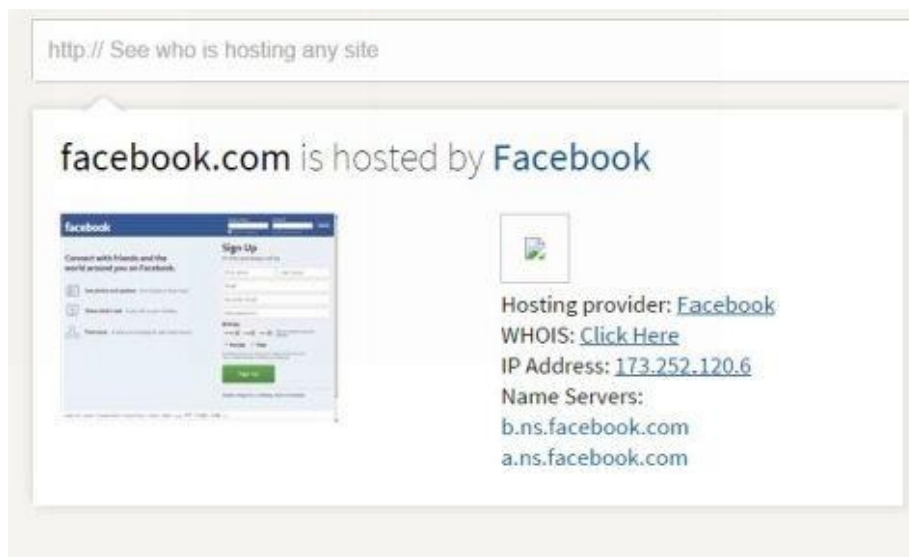 http:// See who is hosting any site
facebook.com is hosted by Facebook
facebook
Connect with friends and the
world around you on Facebook.
Sign Up
Sign Up
Hosting provider: Facebook
WHOIS: Click Here
IP Address: 173.252.120.6
Name Servers:
b.ns.facebook.com
a.ns.facebook.com